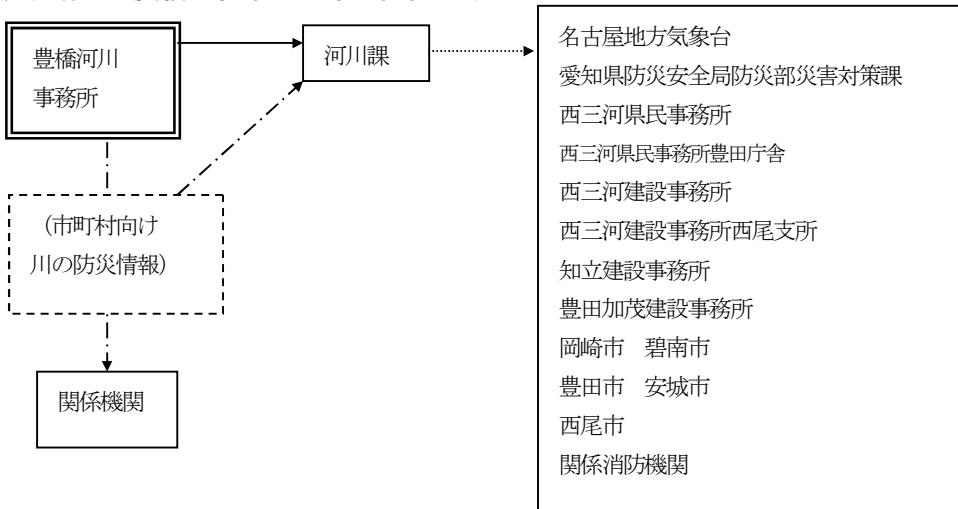 豊橋河川
事務所
河川課
(市町村向け
川の防災情報)
関係機関
名古屋地方気象台
愛知県防災安全局防災部災害対策課
西三河県民事務所
西三河県民事務所豊田庁舎
西三河建設事務所
西三河建設事務所西尾支所
知立建設事務所
豊田加茂建設事務所
岡崎市　碧南市
豊田市　安城市
西尾市
関係消防機関